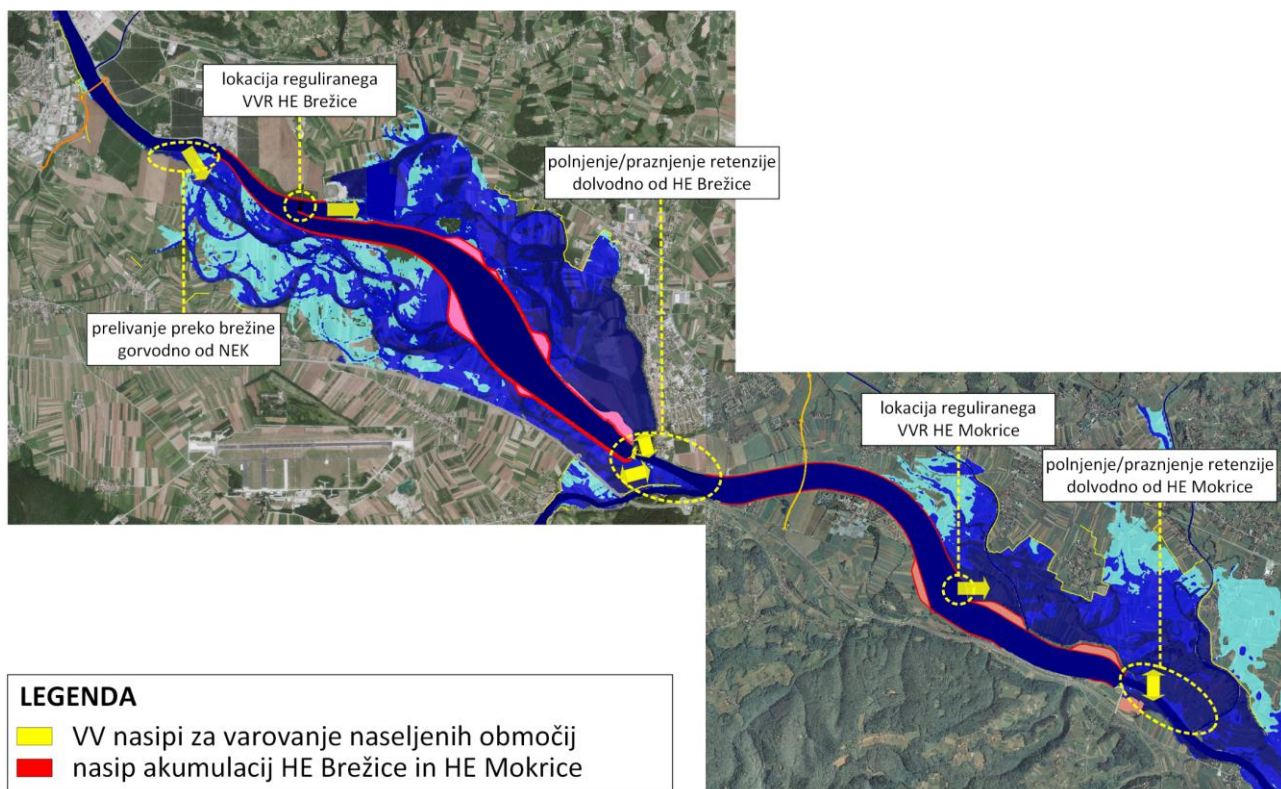 lokacija reguliranega
VVR HE Brežice
polnjenje/praznjenje retenzije
dolvodno od HE Brežice
prelivanje preko brežine
gorvodno od NEK
lokacija reguliranega
VVR HE Mokrice
polnjenje/praznjenje retenzije
dolvodno od HE Mokrice
LEGENDA
VV nasipi za varovanje naseljenih območij
nasip akumulacij HE Brežice in HE Mokrice